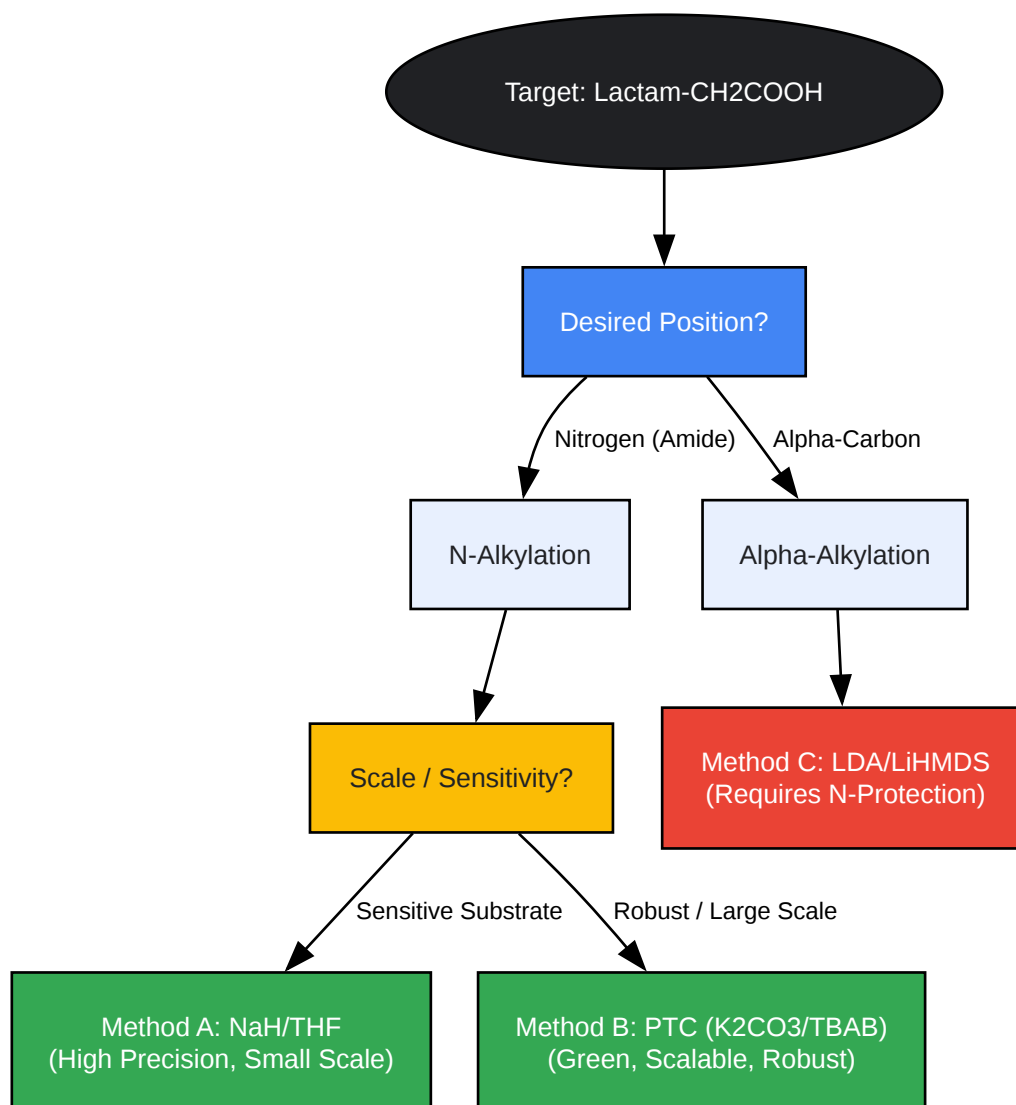 Target: Lactam-CH2COOH
Desired Position?
Nitrogen (Amide)
Alpha-Carbon
N-Alkylation
Alpha-Alkylation
Scale / Sensitivity?
Method C: LDA/LiHMDS
(Requires N-Protection)
Sensitive Substrate
Robust / Large Scale
Method A: NaH/THF
(High Precision, Small Scale)
Method B: PTC (K2CO3/TBAB)
(Green, Scalable, Robust)